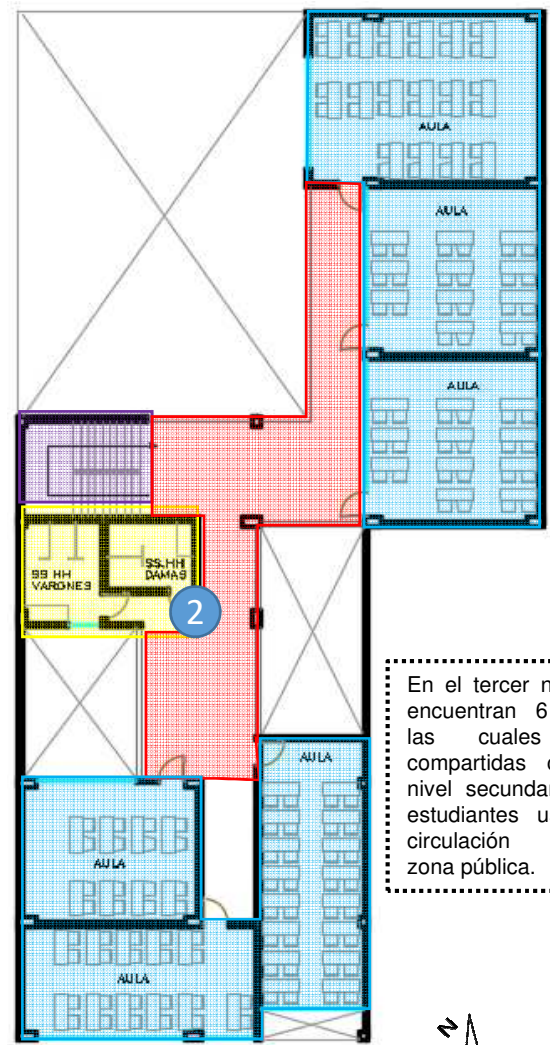 AULA
AULA
AULA
SS HH
VARONES
SS.HH
DAMAS
2
En el tercer n
encuentran 6
las cuales
compartidas
nivel secundar
estudiantes u
circulación
zona pública.
AULA
AULA
AULA
N